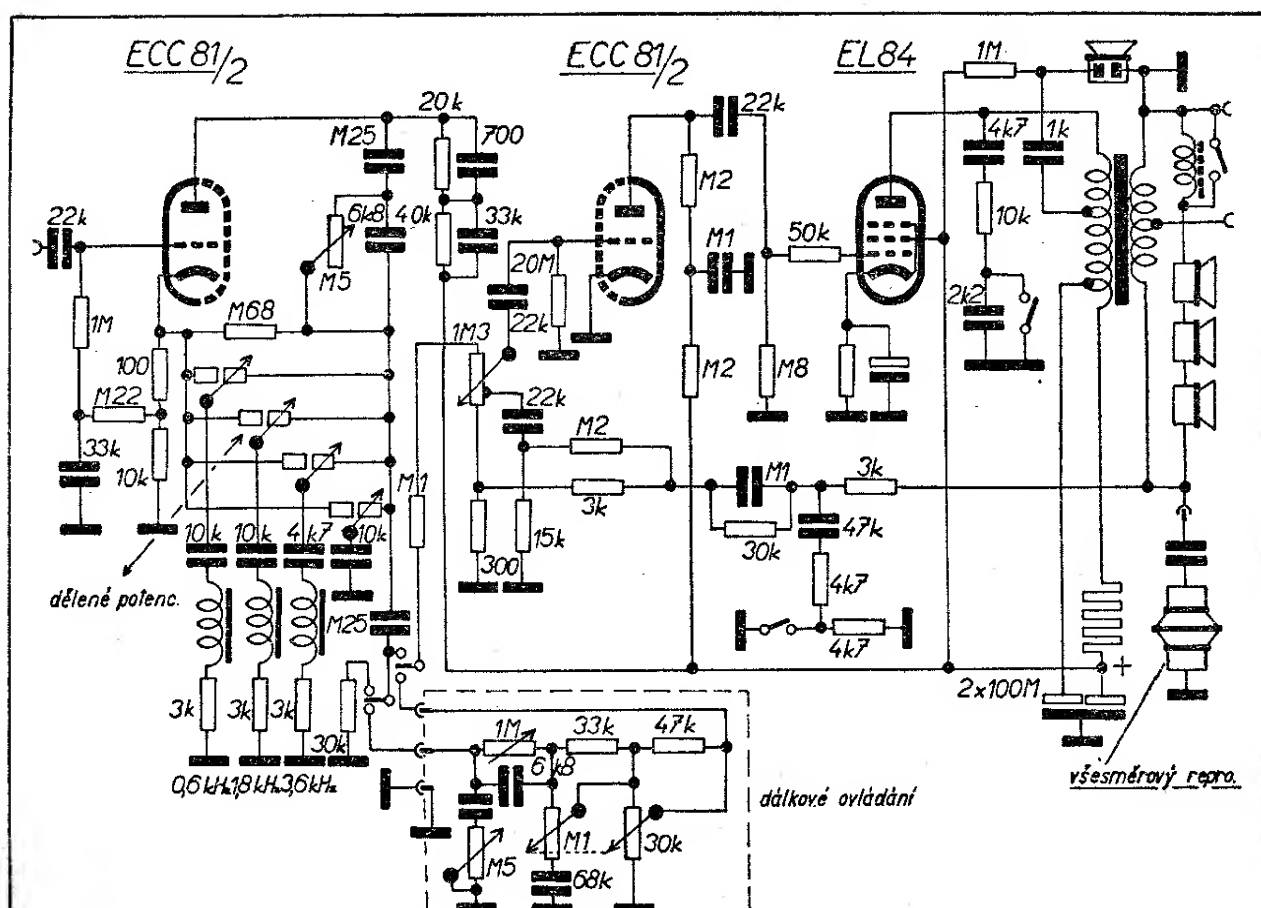 ECC 81/2
ECC 81/2
EL84
1M
20k
22k
M25
700
4k7
1k
M2
22k
6k8
40k
33k
10k
M5
20M
M1
50k
1M
M68
22k
2k2
1M3
100
M2
M8
M22
22k
M2
33k
10k
M1
M1
3k
3k
30k
47k
10k
10k
4k7
10k
300
15k
dělené potenc.
4k7
M25
4k7
+
2x100M
3k
3k
3k
30k
1M
33k
47k
6k8
0,6kHz
1,8kHz
3,6kHz
všesměrový repro.
dálkové ovládání
M5
M1
30k
68k